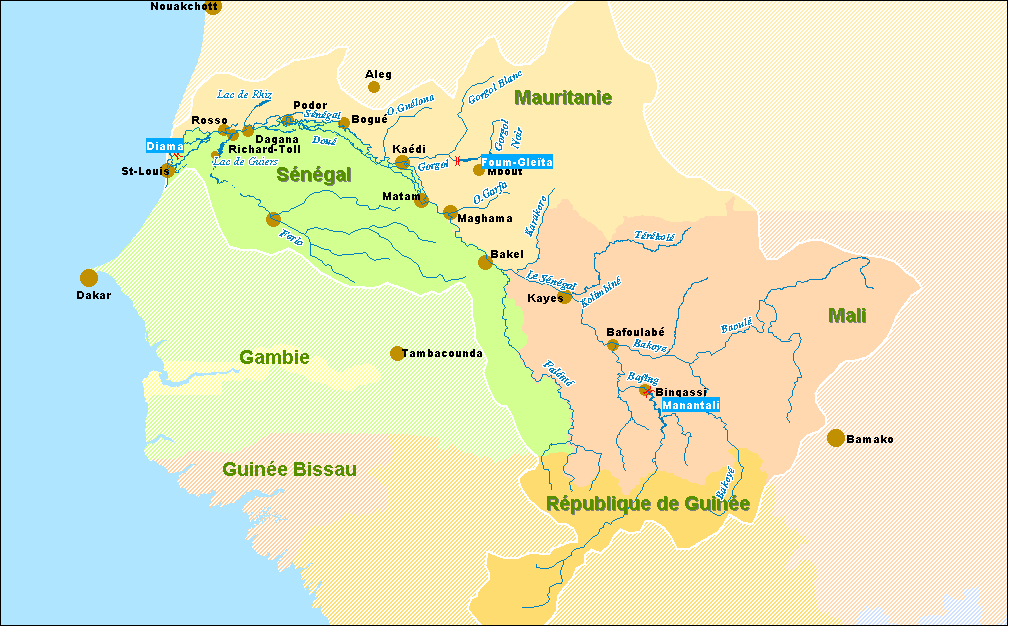 Nouakchott
Aleg
Gorgol Blanc
Lac de Rhiz
O.Guélona
Mauritanie
Podor
Sénégal
Rosso
Bogué
Gorgol
Noir
Dagana
Doué
Diama
Richard-Toll
Kaédi
Lac de Guiers
Gorgol
Foum-Gleita
Mbout
St-Louis
Sénégal
Matam
O.Garfa
Maghama
Karakoro
Ferlo
Térékolé
Bakel
Le Sénégal
Kolimbiné
Dakar
Kayes
Mali
Baoulé
Bafoulabé
Bakoye
Gambie
Tambacounda
Falémé
Bafing
Binqassi
Manantali
Bamako
Guinée Bissau
Bakoyé
République de Guinée